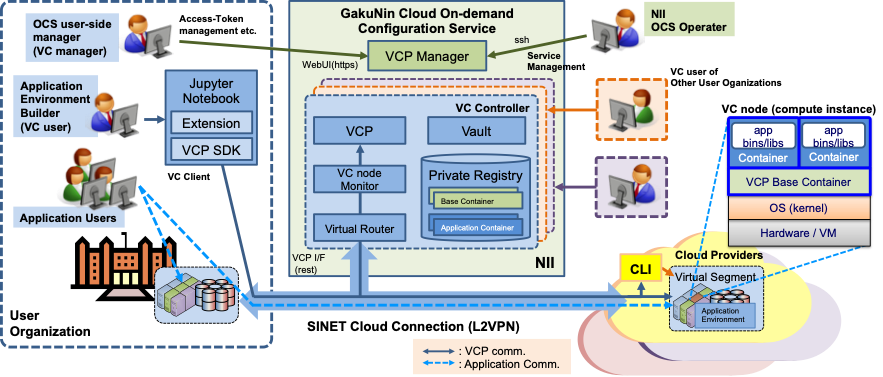 OCS user-side
manager
(VC manager)
Access-Token
management etc.
GakuNin Cloud On-demand
Configuration Service
VCP Manager
WebUI(https)
ssh
Service
Management
NII
OCS Operater
Application
Environment
Builder
(VC user)
Jupyter
Notebook
Extension
VCP SDK
VC Client
Application Users
VC Controller
VCP
Vault
VC node
Monitor
Virtual Router
Private Registry
Base Container
Application Container
VCP I/F
(rest)
NII
VC user of
Other User Oganizations
VC node (compute instance)
app
bins/libs
Container
app
bins/libs
Container
VCP Base Container
OS (kernel)
Hardware / VM
Cloud Providers
CLI
Virtual Segment
Application
Environment
User
Organization
SINET Cloud Connection (L2VPN)
: VCP comm.
: Application Comm.